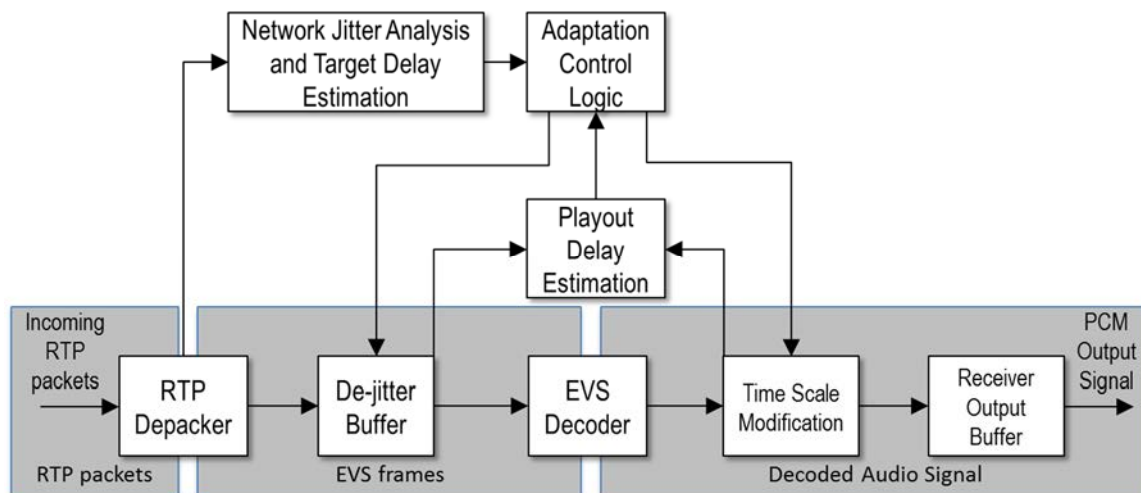 Network Jitter Analysis
and Target Delay
Estimation
Adaptation
Control
Logic
Playout
Delay
Estimation
Incoming
RTP
packets
RTP
Depacker
De-jitter
Buffer
EVS
Decoder
Time Scale
Modification
Receiver
Output
Buffer
PCM
Output
Signal
RTP packets
EVS frames
Decoded Audio Signal